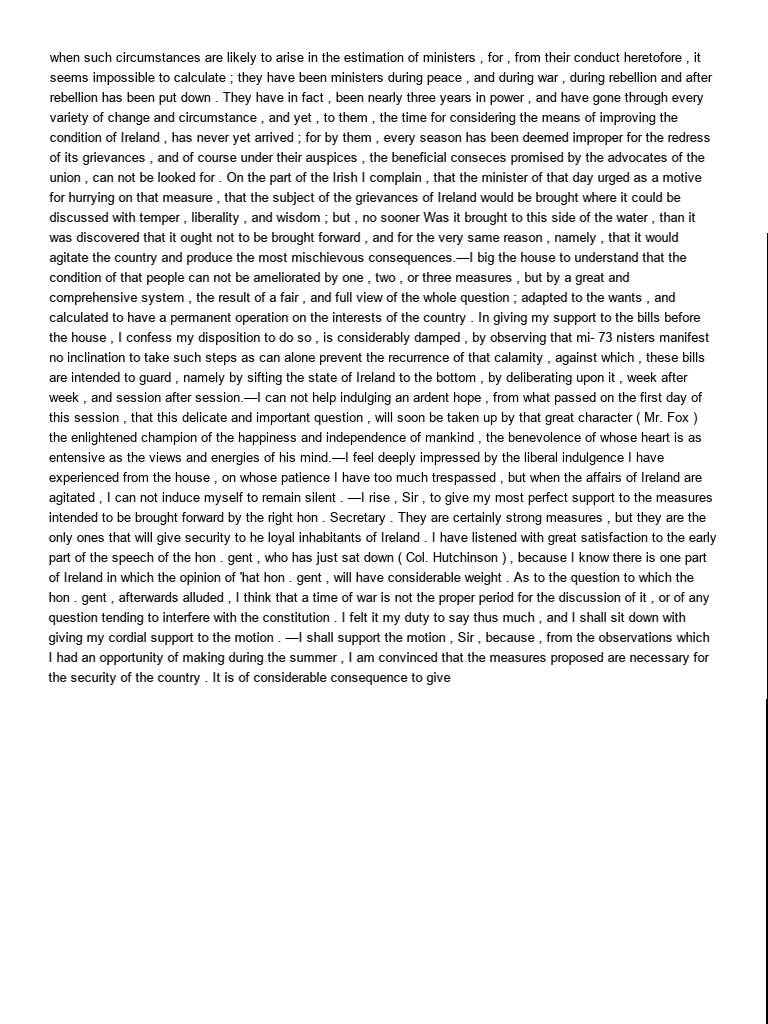 when such circumstances are likely to arise in the estimation of ministers , for , from their conduct heretofore , it
seems impossible to calculate ; they have been ministers during peace , and during war , during rebellion and after
rebellion has been put down . They have in fact , been nearly three years in power , and have gone through every
variety of change and circumstance , and yet , to them , the time for considering the means of improving the
condition of Ireland , has never yet arrived ; for by them , every season has been deemed improper for the redress
of its grievances , and of course under their auspices , the beneficial conseces promised by the advocates of the
union , can not be looked for . On the part of the Irish I complain , that the minister of that day urged as a motive
for hurrying on that measure , that the subject of the grievances of Ireland would be brought where it could be
discussed with temper , liberality , and wisdom ; but , no sooner Was it brought to this side of the water , than it
was discovered that it ought not to be brought forward , and for the very same reason , namely , that it would
agitate the country and produce the most mischievous consequences.—I big the house to understand that the
condition of that people can not be ameliorated by one , two , or three measures , but by a great and
comprehensive system , the result of a fair , and full view of the whole question ; adapted to the wants , and
calculated to have a permanent operation on the interests of the country . In giving my support to the bills before
the house , I confess my disposition to do so , is considerably damped , by observing that mi- 73 nisters manifest
no inclination to take such steps as can alone prevent the recurrence of that calamity , against which , these bills
are intended to guard , namely by sifting the state of Ireland to the bottom , by deliberating upon it , week after
week , and session after session.—I can not help indulging an ardent hope , from what passed on the first day of
this session , that this delicate and important question , will soon be taken up by that great character ( Mr. Fox )
the enlightened champion of the happiness and independence of mankind , the benevolence of whose heart is as
entensive as the views and energies of his mind.—I feel deeply impressed by the liberal indulgence I have
experienced from the house , on whose patience I have too much trespassed , but when the affairs of Ireland are
agitated , I can not induce myself to remain silent . —I rise , Sir , to give my most perfect support to the measures
intended to be brought forward by the right hon . Secretary . They are certainly strong measures , but they are the
only ones that will give security to he loyal inhabitants of Ireland . I have listened with great satisfaction to the early
part of the speech of the hon . gent , who has just sat down ( Col. Hutchinson ) , because I know there is one part
of Ireland in which the opinion of 'hat hon . gent , will have considerable weight . As to the question to which the
hon . gent , afterwards alluded , I think that a time of war is not the proper period for the discussion of it , or of any
question tending to interfere with the constitution . I felt it my duty to say thus much , and I shall sit down with
giving my cordial support to the motion . —I shall support the motion , Sir , because , from the observations which
I had an opportunity of making during the summer , I am convinced that the measures proposed are necessary for
the security of the country . It is of considerable consequence to give